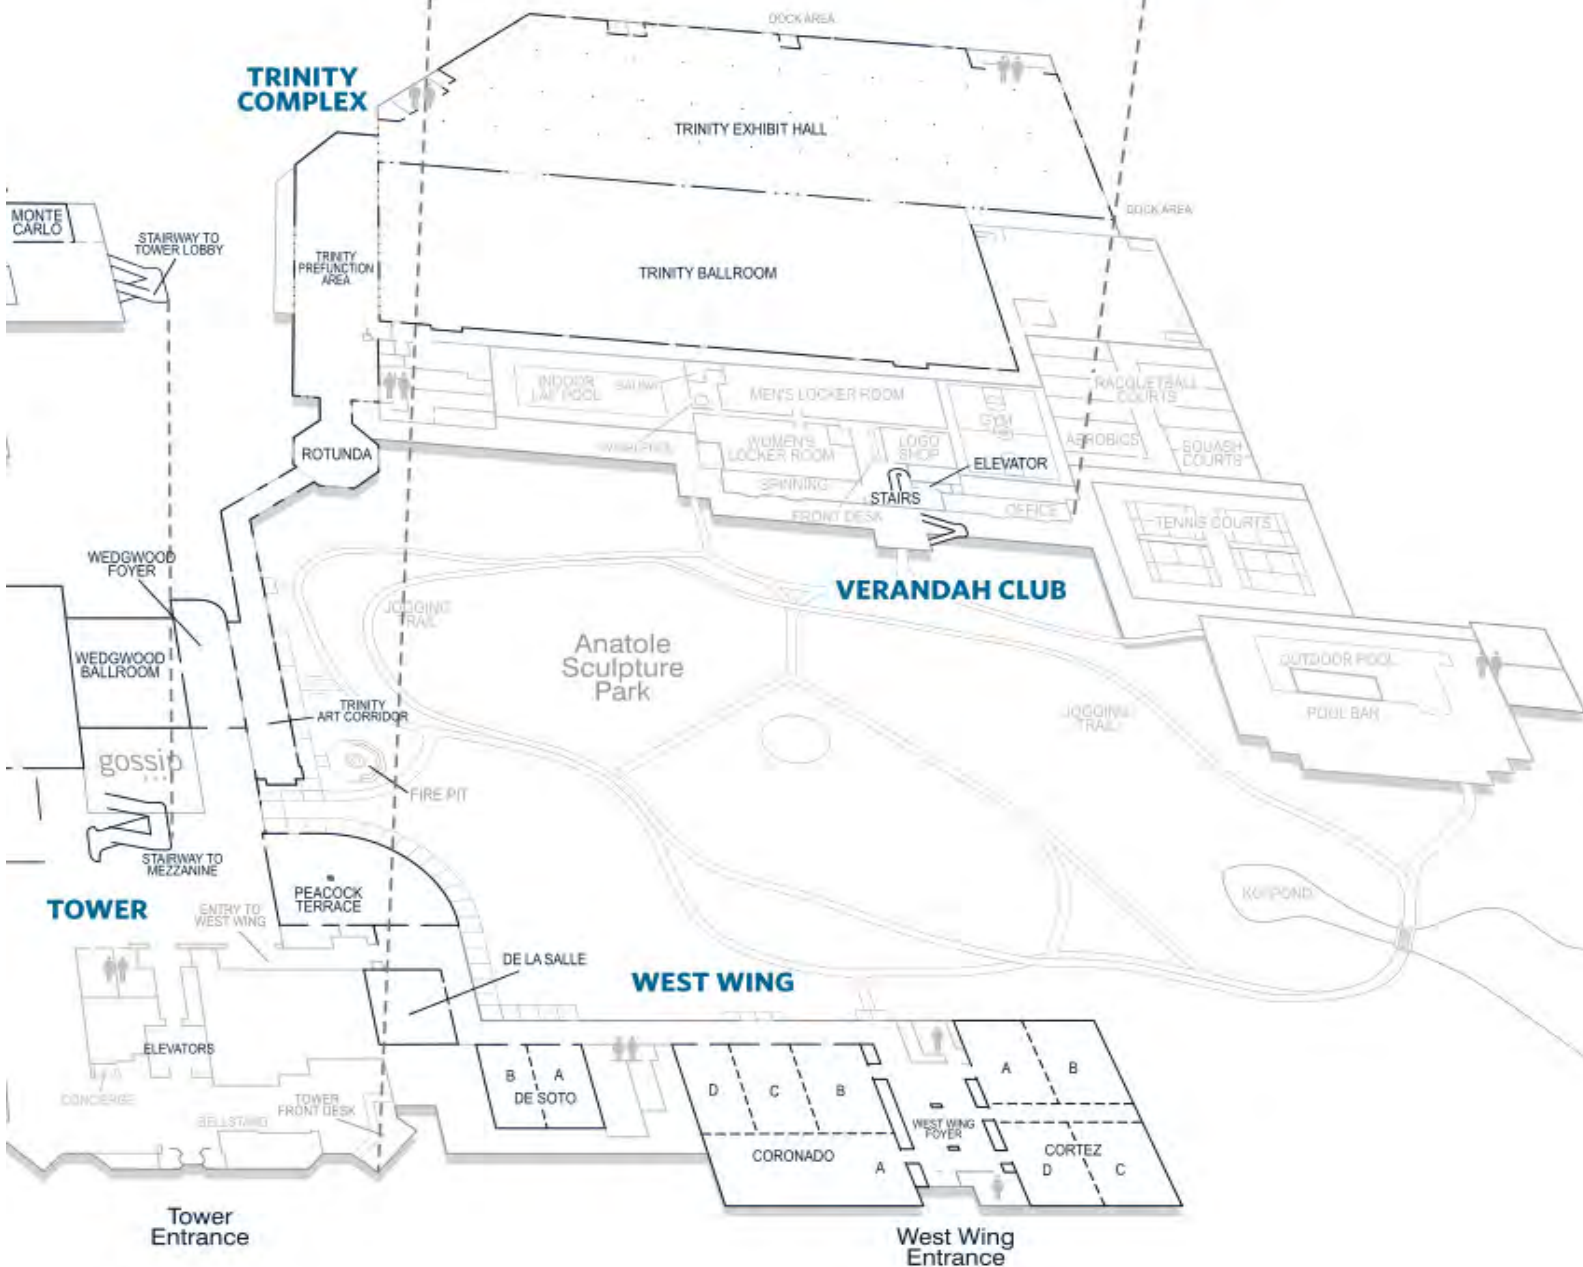 DOCK AREA
TRINITY
COMPLEX
TRINITY EXHIBIT HALL
DOCK AREA
MONTE
CARLO
STAIRWAY TO
TOWER LOBBY
TRINITY
PREFUNCTION
AREA
TRINITY BALLROOM
INDOOR
LAP POOL
SAUNA
MEN'S LOCKER ROOM
RACQUETBALL
COURTS
GYM
ROTUNDA
WHIRLPOOL
WOMEN'S
LOCKER ROOM
LOGO
SHOP
AEROBICS
SQUASH
COURTS
ELEVATOR
SPINNING
STAIRS
FRONT DESK
OFFICE
TENNIS COURTS
WEDGWOOD
FOYER
VERANDAH CLUB
JOGGING
TRAIL
Anatole
Sculpture
Park
WEDGWOOD
BALLROOM
OUTDOOR POOL
TRINITY
ART CORRIDOR
JOGGING
TRAIL
POOL BAR
gossip
FIRE PIT
STAIRWAY TO
MEZZANINE
PEACOCK
TERRACE
KOI POND
TOWER
ENTRY TO
WEST WING
DE LA SALLE
WEST WING
ELEVATORS
B A
DE SOTO
D C B
A B
CONCIERGE
TOWER
FRONT DESK
BELLSTAND
WEST WING
FOYER
CORONADO
A
CORTEZ
D C
Tower
Entrance
West Wing
Entrance